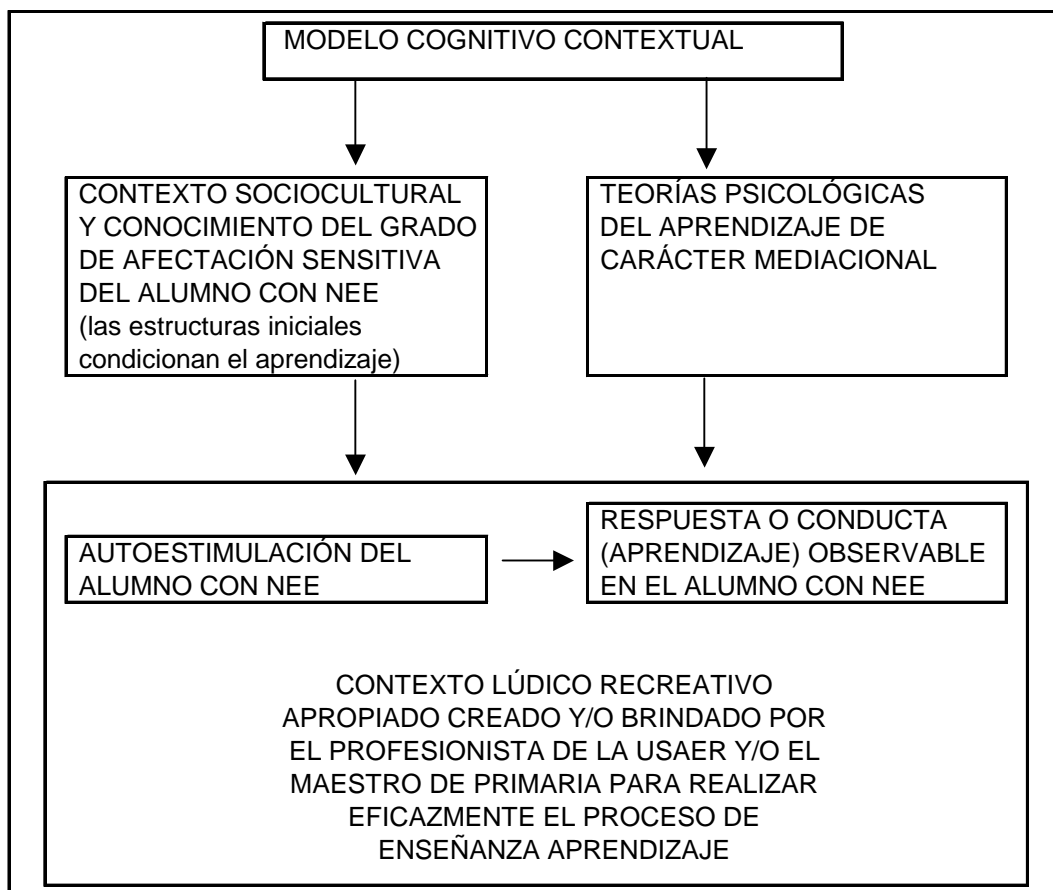 MODELO COGNITIVO CONTEXTUAL
CONTEXTO SOCIOCULTURAL
Y CONOCIMIENTO DEL GRADO
DE AFECTACIÓN SENSITIVA
DEL ALUMNO CON NEE
(las estructuras iniciales
condicionan el aprendizaje)
TEORÍAS PSICOLÓGICAS
DEL APRENDIZAJE DE
CARÁCTER MEDIACIONAL
AUTOESTIMULACIÓN DEL
ALUMNO CON NEE
RESPUESTA O CONDUCTA
(APRENDIZAJE) OBSERVABLE
EN EL ALUMNO CON NEE
CONTEXTO LÚDICO RECREATIVO
APROPIADO CREADO Y/O BRINDADO POR
EL PROFESIONISTA DE LA USAER Y/O EL
MAESTRO DE PRIMARIA PARA REALIZAR
EFICAZMENTE EL PROCESO DE
ENSEÑANZA APRENDIZAJE